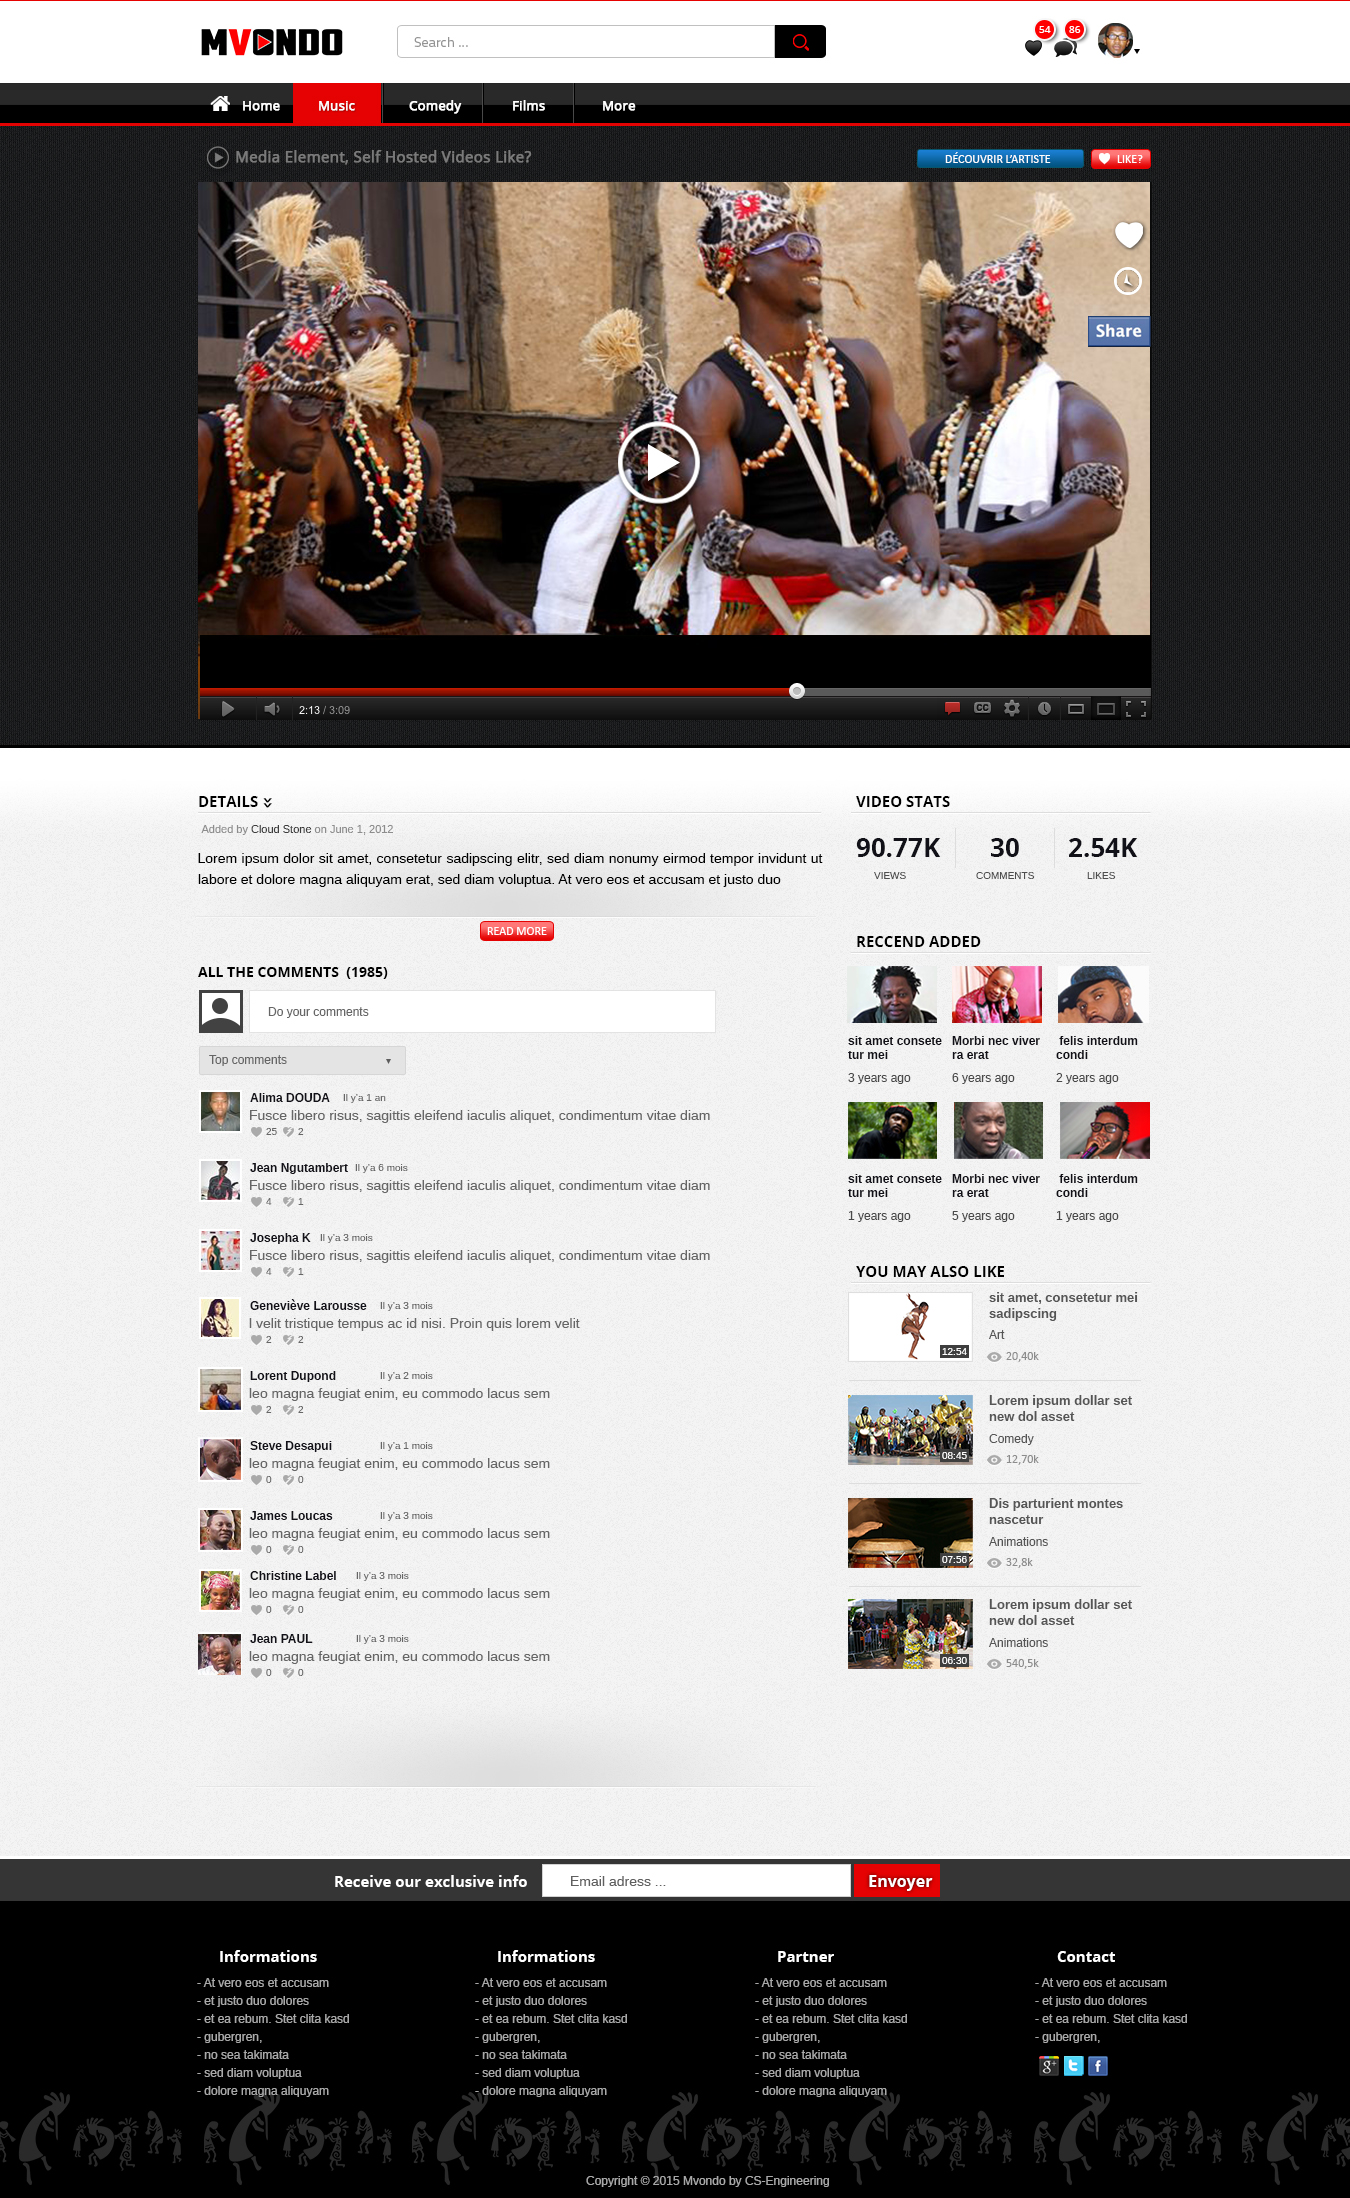 MVONDO
Search ...
54
86
Home
Music
Comedy
Films
More
Media Element, Self Hosted Videos Like?
DÉCOUVRIR L'ARTISTE
LIKE?
Share
2:13 / 3:09
CC
DETAILS
Added by Cloud Stone on June 1, 2012
Lorem ipsum dolor sit amet, consetetur sadipscing elitr, sed diam nonumy eirmod tempor invidunt ut
labore et dolore magna aliquyam erat, sed diam voluptua. At vero eos et accusam et justo duo
READ MORE
ALL THE COMMENTS (1985)
Do your comments
Top comments
Alima DOUDA Il y'a 1 an
Fusce libero risus, sagittis eleifend iaculis aliquet, condimentum vitae diam
25 2
Jean Ngutambert Il y'a 6 mois
Fusce libero risus, sagittis eleifend iaculis aliquet, condimentum vitae diam
4 1
Josepha K Il y'a 3 mois
Fusce libero risus, sagittis eleifend iaculis aliquet, condimentum vitae diam
4 1
Geneviève Larousse Il y'a 3 mois
l velit tristique tempus ac id nisi. Proin quis lorem velit
2 2
Lorent Dupond Il y'a 2 mois
leo magna feugiat enim, eu commodo lacus sem
2 2
Steve Desapui Il y'a 1 mois
leo magna feugiat enim, eu commodo lacus sem
0 0
James Loucas Il y'a 3 mois
leo magna feugiat enim, eu commodo lacus sem
0 0
Christine Label Il y'a 3 mois
leo magna feugiat enim, eu commodo lacus sem
0 0
Jean PAUL Il y'a 3 mois
leo magna feugiat enim, eu commodo lacus sem
0 0
VIDEO STATS
90.77K 30 2.54K
VIEWS COMMENTS LIKES
RECCEND ADDED
sit amet consete
tur mei
3 years ago
Morbi nec viver
ra erat
6 years ago
felis interdum
condi
2 years ago
sit amet consete
tur mei
1 years ago
Morbi nec viver
ra erat
5 years ago
felis interdum
condi
1 years ago
YOU MAY ALSO LIKE
12:54
sit amet, consetetur mei
sadipscing
Art
20,40k
08:45
Lorem ipsum dollar set
new dol asset
Comedy
12,70k
07:56
Dis parturient montes
nascetur
Animations
32,8k
06:30
Lorem ipsum dollar set
new dol asset
Animations
540,5k
Receive our exclusive info
Email adress ...
Envoyer
Informations
- At vero eos et accusam
- et justo duo dolores
- et ea rebum. Stet clita kasd
- gubergren,
- no sea takimata
- sed diam voluptua
- dolore magna aliquyam
Informations
- At vero eos et accusam
- et justo duo dolores
- et ea rebum. Stet clita kasd
- gubergren,
- no sea takimata
- sed diam voluptua
- dolore magna aliquyam
Partner
- At vero eos et accusam
- et justo duo dolores
- et ea rebum. Stet clita kasd
- gubergren,
- no sea takimata
- sed diam voluptua
- dolore magna aliquyam
Contact
- At vero eos et accusam
- et justo duo dolores
- et ea rebum. Stet clita kasd
- gubergren,
Copyright © 2015 Mvondo by CS-Engineering